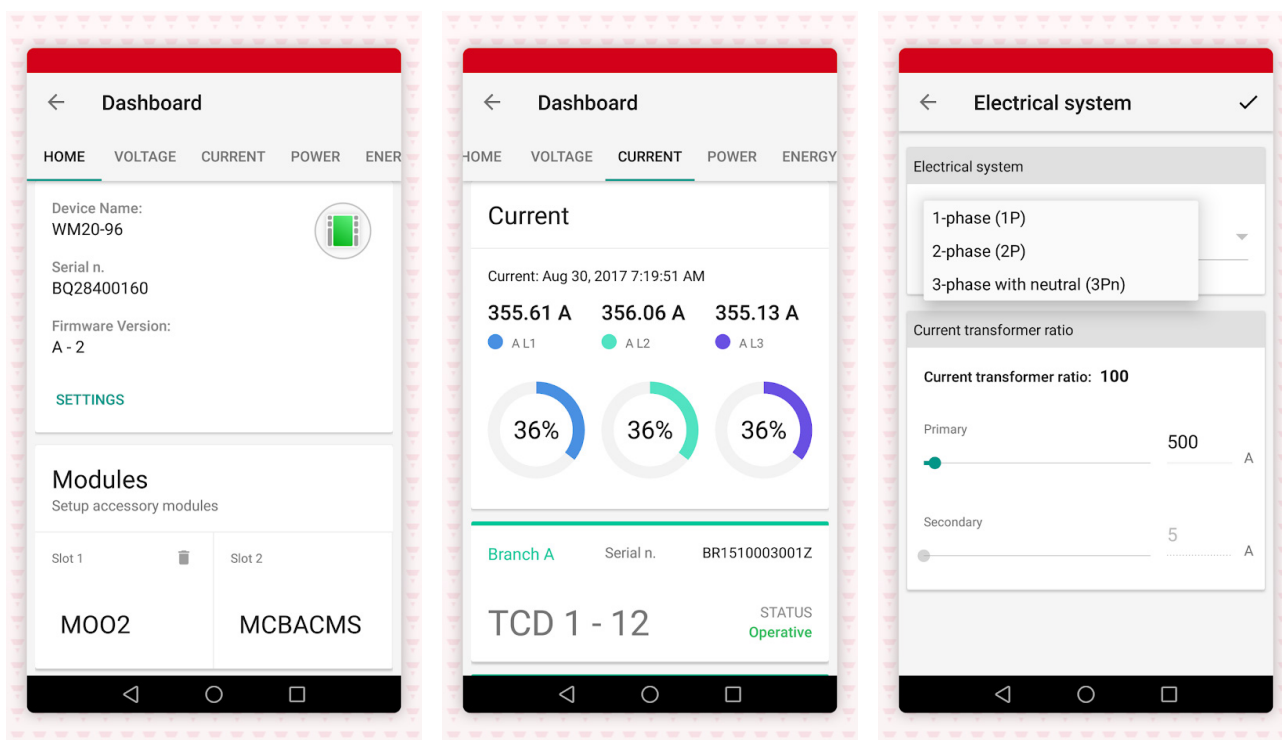 Dashboard
HOME VOLTAGE CURRENT POWER ENER
Device Name:
WM20-96
Serial n.
BQ28400160
Firmware Version:
A - 2
SETTINGS
Modules
Setup accessory modules
Slot 1 Slot 2
MOO2 MCBACMS
Dashboard
HOME VOLTAGE CURRENT POWER ENERGY
Current
Current: Aug 30, 2017 7:19:51 AM
355.61 A 356.06 A 355.13 A
A L1 A L2 A L3
36% 36% 36%
Branch A Serial n. BR1510003001Z
TCD 1 - 12 STATUS
Operative
Electrical system
Electrical system
1-phase (1P)
2-phase (2P)
3-phase with neutral (3Pn)
Current transformer ratio
Current transformer ratio: 100
Primary
500 A
Secondary
5 A